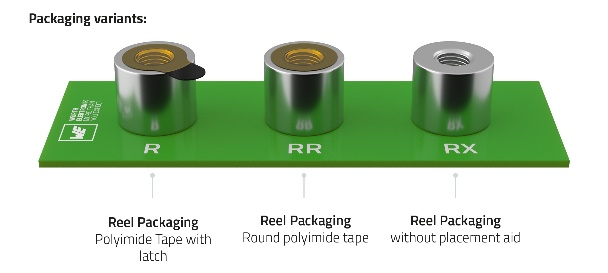 Packaging variants:
R
RR
RX
WE
Reel Packaging
Polyimide Tape with
latch
Reel Packaging
Round polyimide tape
Reel Packaging
without placement aid